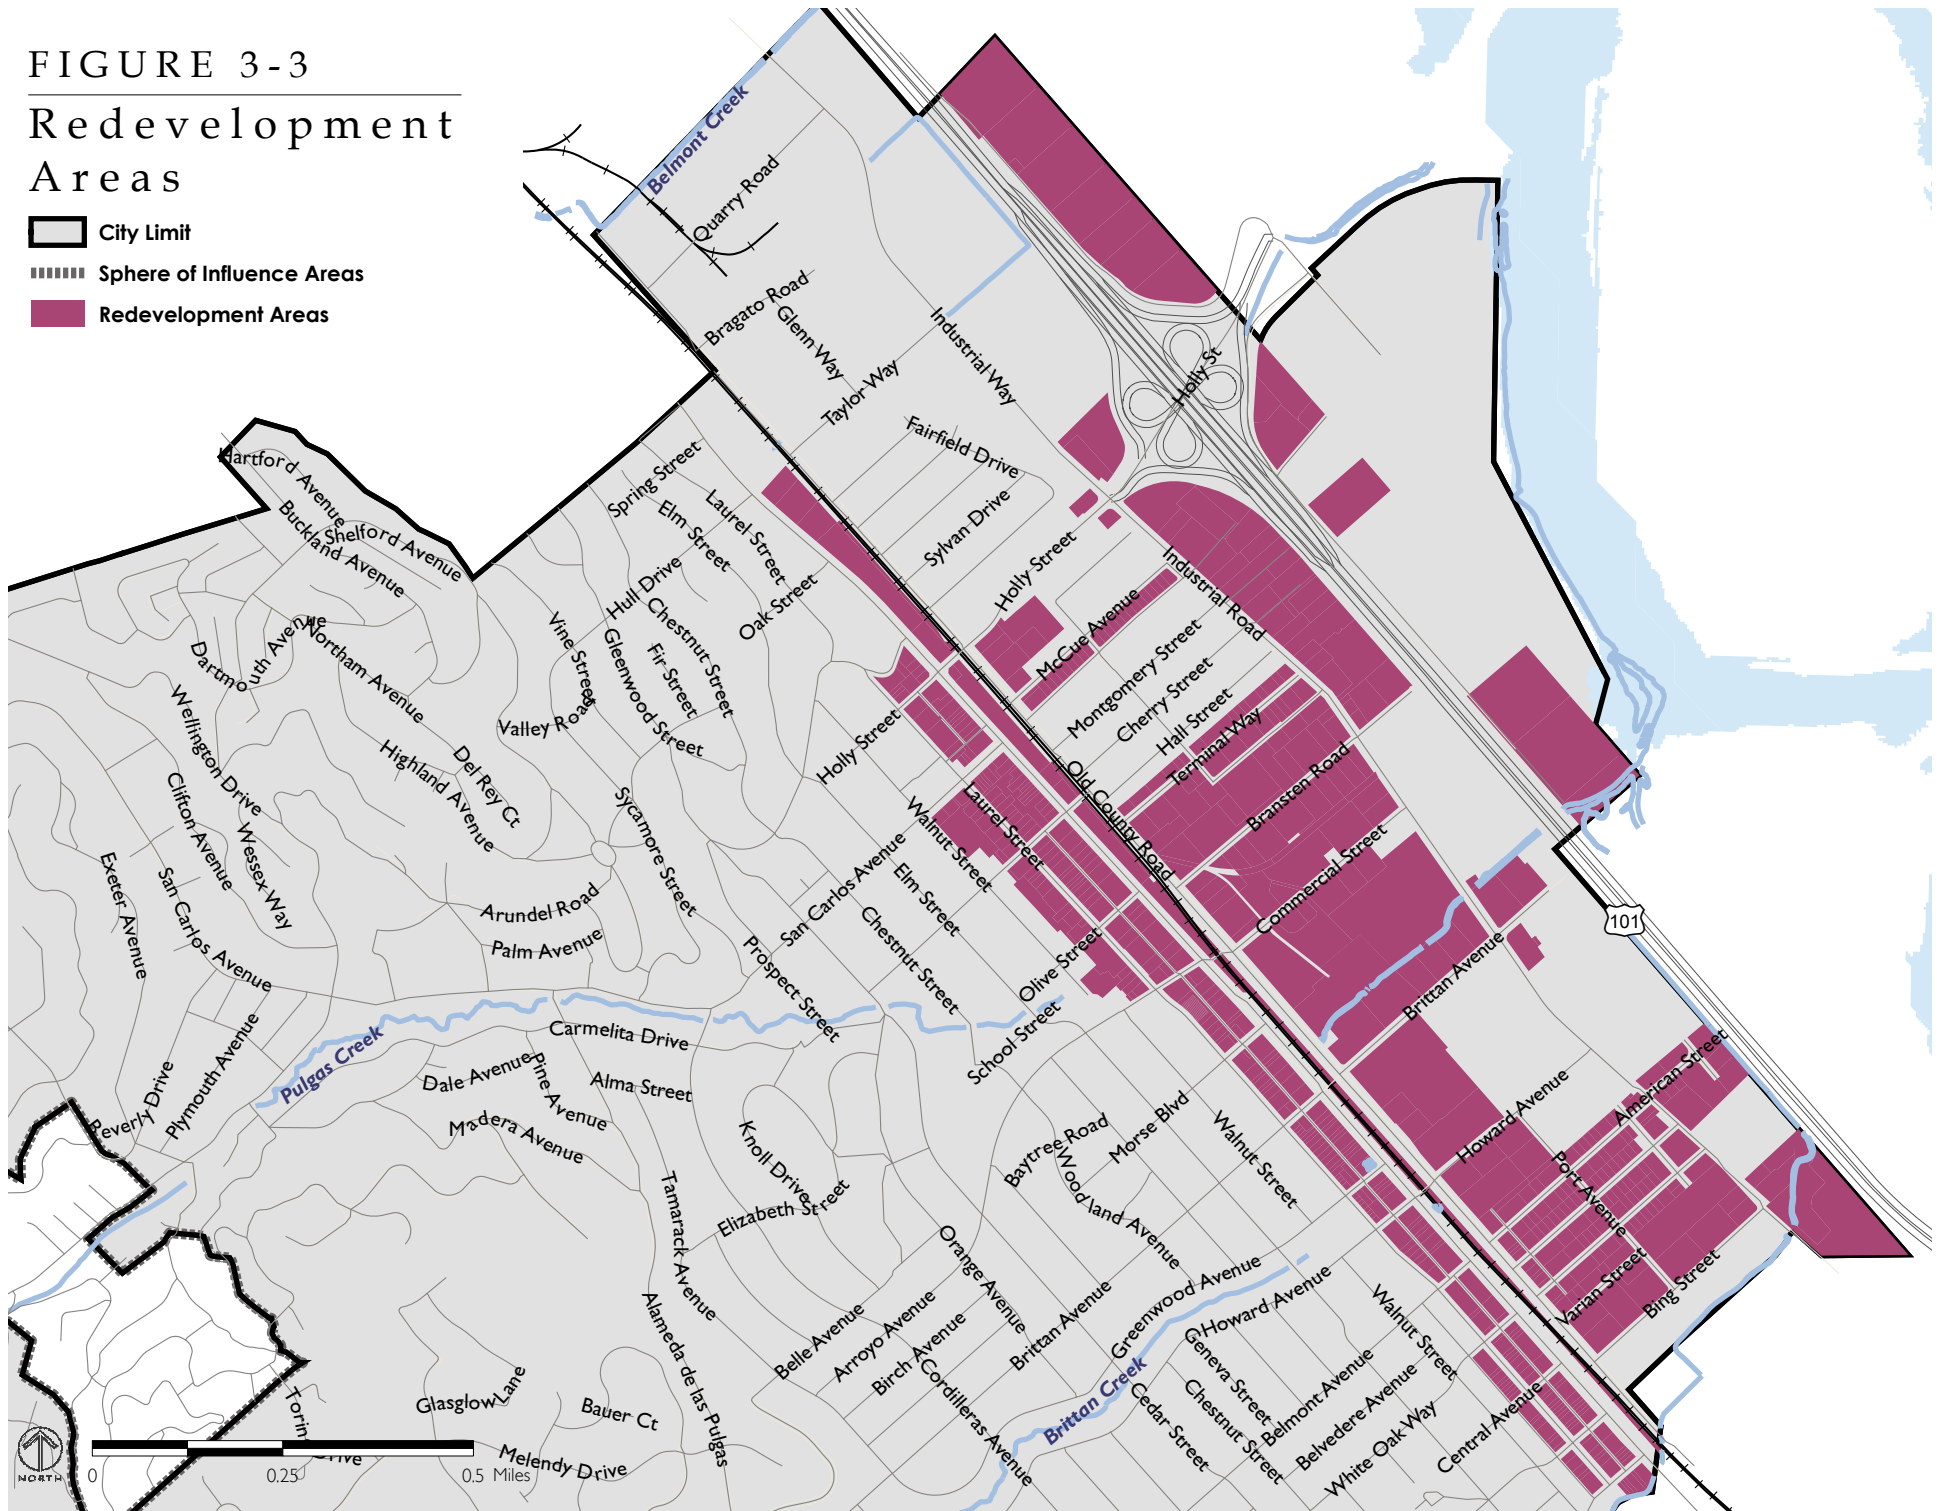 FIGURE 3-3
Redevelopment
Areas
City Limit
Sphere of Influence Areas
Redevelopment Areas
Belmont Creek
Quarry Road
Bragato Road
Glenn Way
Taylor Way
Industrial Way
Holly St
Fairfield Drive
Sylvan Drive
Hartford Avenue
Buckland Avenue
Shelford Avenue
Spring Street
Elm Street
Laurel Street
Hull Drive
Chestnut Street
Oak Street
Holly Street
McCue Avenue
Industrial Road
Dartmouth Avenue
Northam Avenue
Vine Street
Gleenwood Street
Fir Street
Valley Road
Montgomery Street
Cherry Street
Hall Street
Terminal Way
Wellington Drive
Highland Avenue
Del Rey Ct
Holly Street
Old County Road
Bransten Road
Clifton Avenue
Wessex Way
Sycamore Street
Walnut Street
Laurel Street
Commercial Street
Exeter Avenue
San Carlos Avenue
Arundel Road
Palm Avenue
San Carlos Avenue
Elm Street
Chestnut Street
Prospect Street
Olive Street
School Street
Brittan Avenue
101
Pulgas Creek
Carmelita Drive
Plymouth Avenue
Beverly Drive
Dale Avenue
Pine Avenue
Alma Street
Madera Avenue
Knoll Drive
Elizabeth Street
Baytree Road
Morse Blvd
Woodland Avenue
Walnut Street
American Street
Howard Avenue
Port Avenue
Varian Street
Bing Street
Tamarack Avenue
Alameda de las Pulgas
Orange Avenue
Belle Avenue
Arroyo Avenue
Birch Avenue
Brittan Avenue
Greenwood Avenue
Howard Avenue
Geneva Street
Walnut Street
Cordilleras Avenue
Brittan Creek
Cedar Street
Chestnut Street
Belmont Avenue
Belvedere Avenue
White Oak Way
Central Avenue
Glasglow Lane
Bauer Ct
Melendy Drive
Drive
NORTH
0
0.25
0.5 Miles